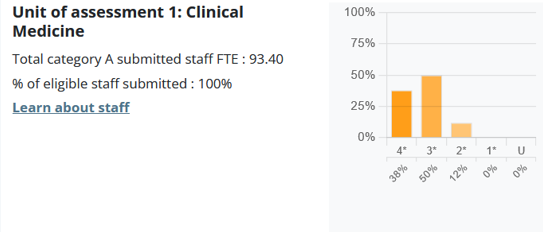 Unit of assessment 1: Clinical
Medicine
Total category A submitted staff FTE : 93.40
% of eligible staff submitted : 100%
Learn about staff
100%
75%
50%
25%
0%
4* 3* 2* 1* U
38% 50% 12% 0% 0%